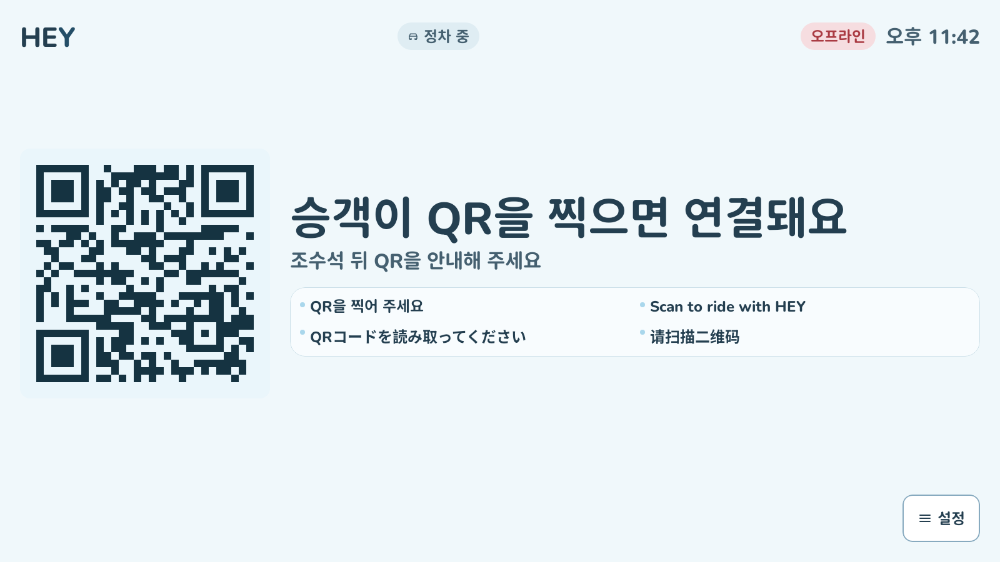 HEY
정차 중
오프라인
오후 11:42
승객이 QR을 찍으면 연결돼요
조수석 뒤 QR을 안내해 주세요
QR을 찍어 주세요
Scan to ride with HEY
QRコードを読み取ってください
请扫描二维码
설정